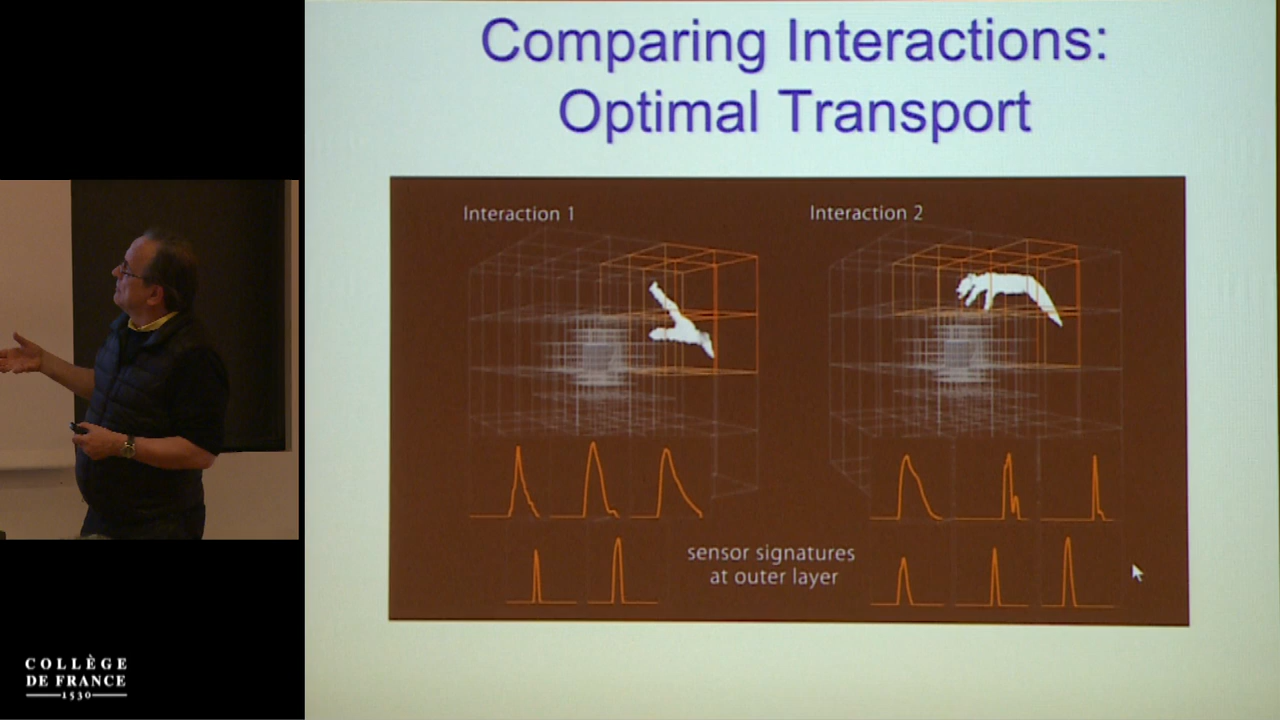 Comparing Interactions:
Optimal Transport
Interaction 1
Interaction 2
sensor signatures
at outer layer
COLLÈGE
DE FRANCE
1530